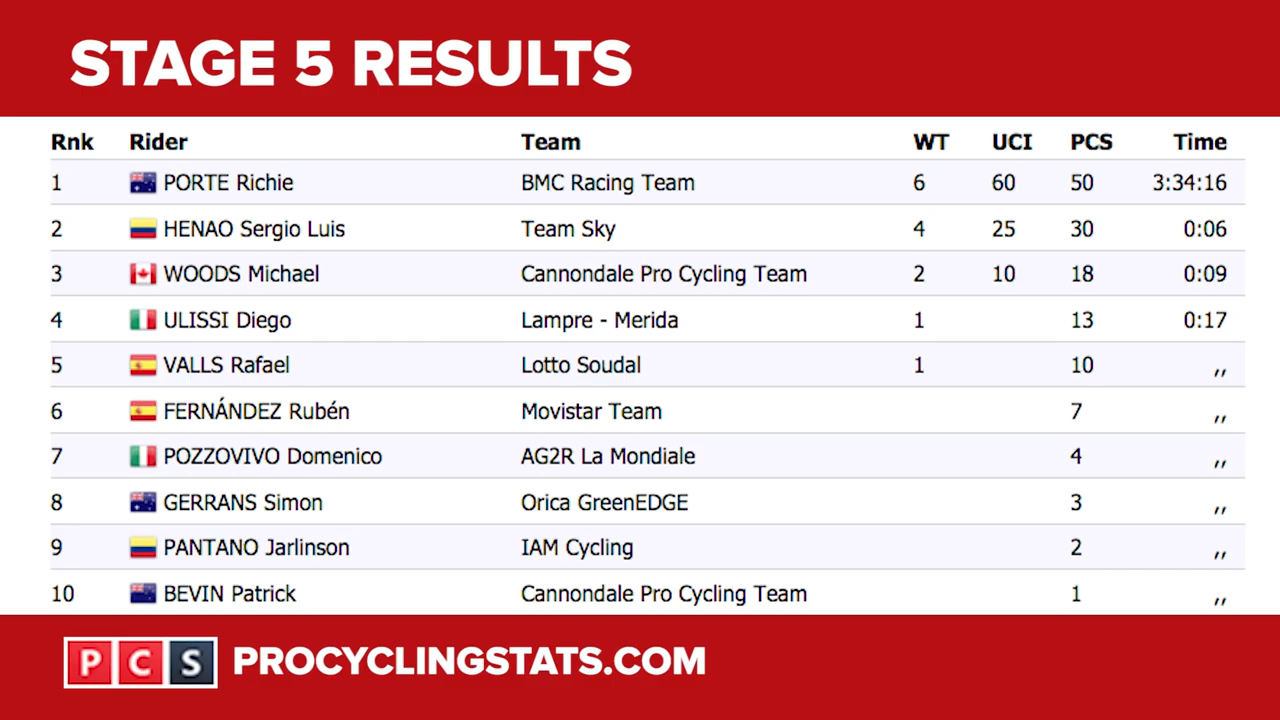 STAGE 5 RESULTS
Rnk Rider Team WT UCI PCS Time
1 PORTE Richie BMC Racing Team 6 60 50 3:34:16
2 HENAO Sergio Luis Team Sky 4 25 30 0:06
3 WOODS Michael Cannondale Pro Cycling Team 2 10 18 0:09
4 ULISSI Diego Lampre - Merida 1 13 0:17
5 VALLS Rafael Lotto Soudal 1 10 ,,
6 FERNÁNDEZ Rubén Movistar Team 7 ,,
7 POZZOVIVO Domenico AG2R La Mondiale 4 ,,
8 GERRANS Simon Orica GreenEDGE 3 ,,
9 PANTANO Jarlinson IAM Cycling 2 ,,
10 BEVIN Patrick Cannondale Pro Cycling Team 1 ,,
PCS PROCYCLINGSTATS.COM